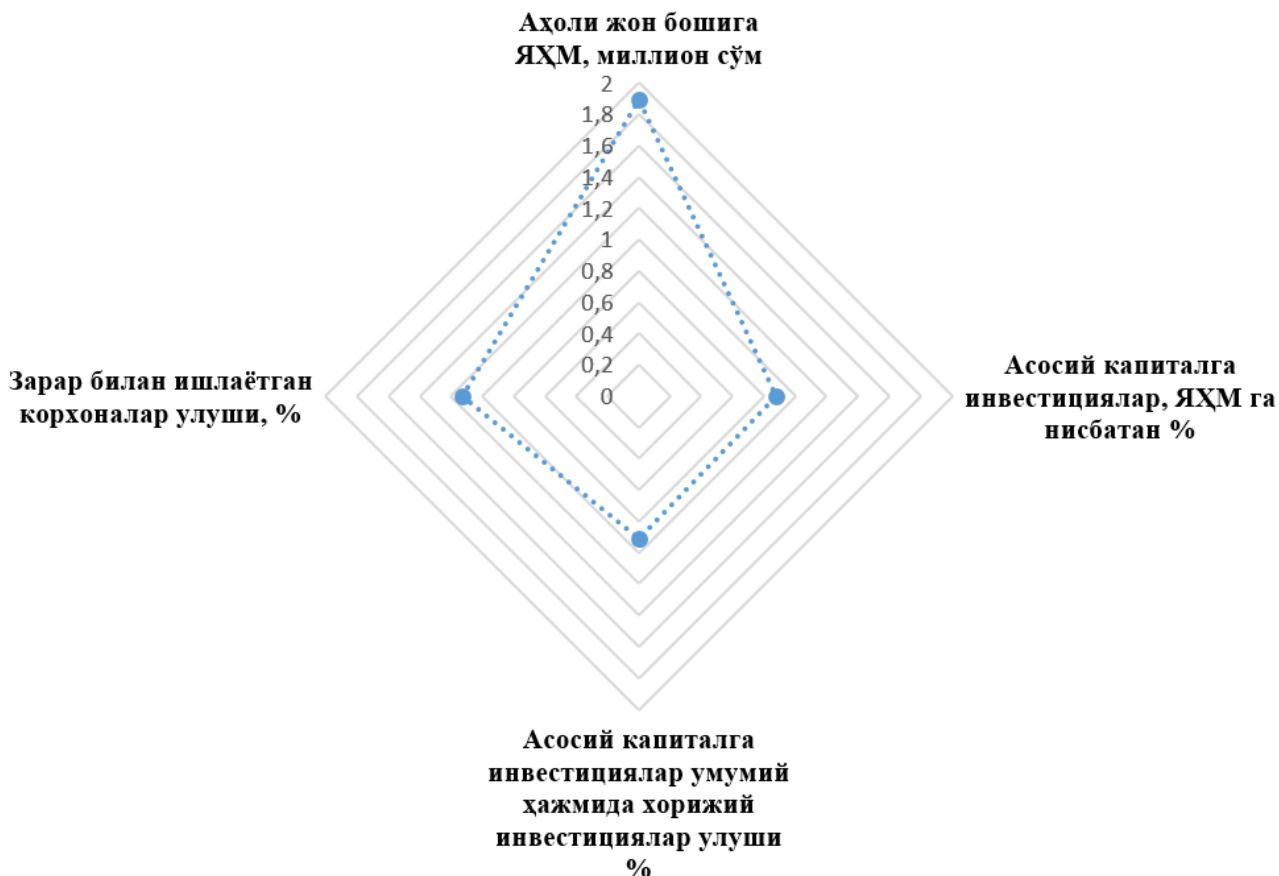 Аҳоли жон бошига
ЯҲМ, миллион сўм
2
1,8
1,6
1,4
1,2
1
0,8
0,6
0,4
0,2
0
Зарар билан ишлаётган
корхоналар улуши, %
Асосий капиталга
инвестициялар, ЯҲМ га
нисбатан %
Асосий капиталга
инвестициялар умумий
ҳажмида хорижий
инвестициялар улуши
%